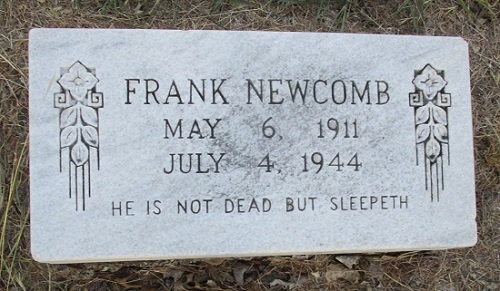 FRANK NEWCOMB
MAY 6, 1911
JULY 4, 1944
HE IS NOT DEAD BUT SLEEPETH